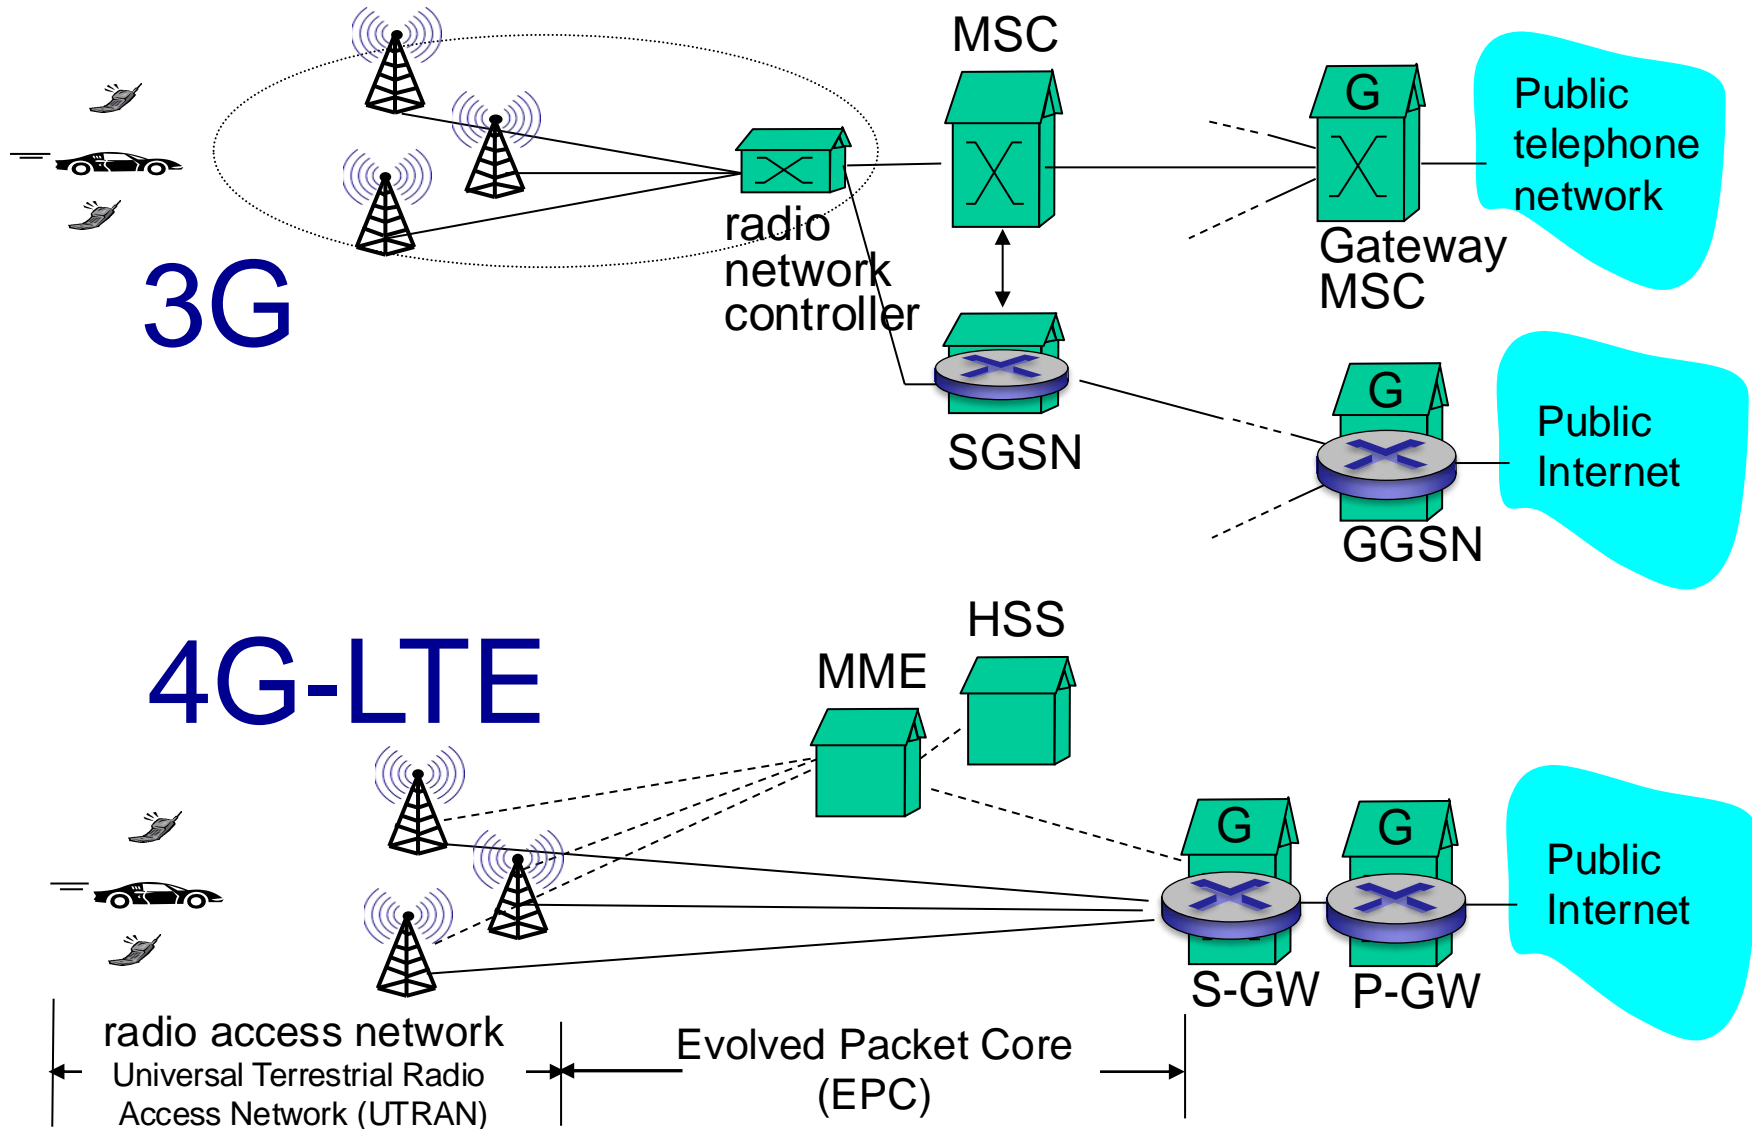 MSC
G
Public
telephone
network
radio
network
controller
Gateway
MSC
3G
G
SGSN
Public
Internet
GGSN
HSS
4G-LTE
MME
G
G
Public
Internet
S-GW
P-GW
radio access network
Universal Terrestrial Radio
Access Network (UTRAN)
Evolved Packet Core
(EPC)